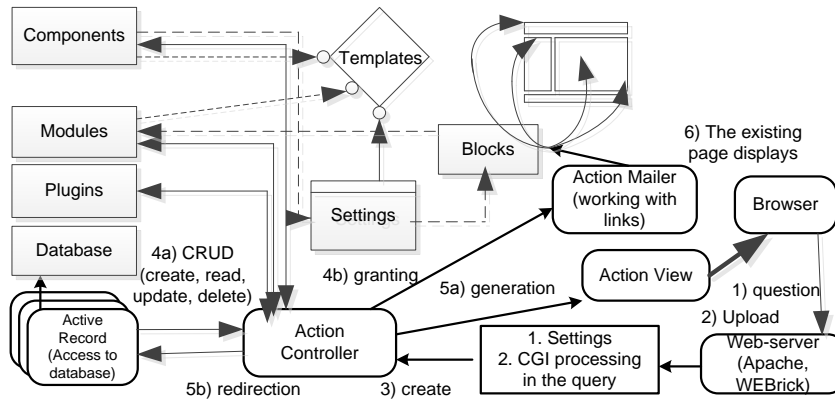 Components
Templates
Modules
Blocks
6) The existing
page displays
Plugins
Settings
Action Mailer
(working with
links)
Browser
Database
4a) CRUD
(create, read,
update, delete)
4b) granting
5a) generation
Action View
1) question
2) Upload
Active
Record
(Access to
database)
Action
Controller
1. Settings
2. CGI processing
in the query
Web-server
(Apache,
WEBrick)
5b) redirection
3) create